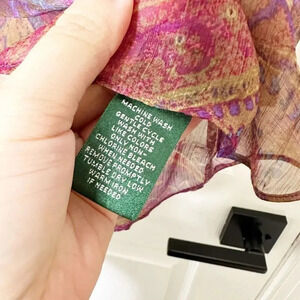 MACHINE WASH
COLD
GENTLE CYCLE
WASH WITH
LIKE COLORS
ONLY NON-
CHLORINE BLEACH
WHEN NEEDED
REMOVE PROMPTLY
TUMBLE DRY LOW
WARM IRON
IF NEEDED